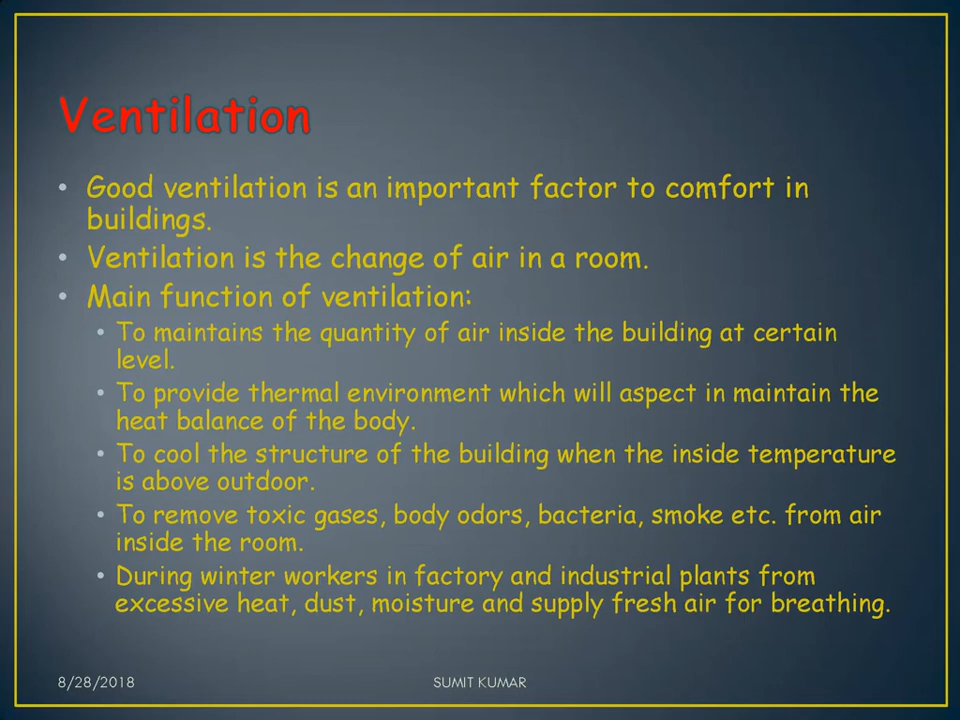 Ventilation
• Good ventilation is an important factor to comfort in
buildings.
• Ventilation is the change of air in a room.
• Main function of ventilation:
• To maintains the quantity of air inside the building at certain
level.
• To provide thermal environment which will aspect in maintain the
heat balance of the body.
• To cool the structure of the building when the inside temperature
is above outdoor.
• To remove toxic gases, body odors, bacteria, smoke etc. from air
inside the room.
• During winter workers in factory and industrial plants from
excessive heat, dust, moisture and supply fresh air for breathing.
8/28/2018 SUMIT KUMAR